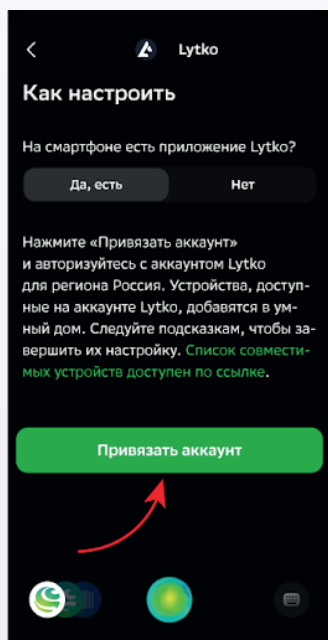 Lytko
Как настроить
На смартфоне есть приложение Lytko?
Да, есть
Нет
Нажмите «Привязать аккаунт»
и авторизуйтесь с аккаунтом Lytko
для региона Россия. Устройства, доступ-
ные на аккаунте Lytko, добавятся в ум-
ный дом. Следуйте подсказкам, чтобы за-
вершить их настройку. Список совмести-
мых устройств доступен по ссылке.
Привязать аккаунт